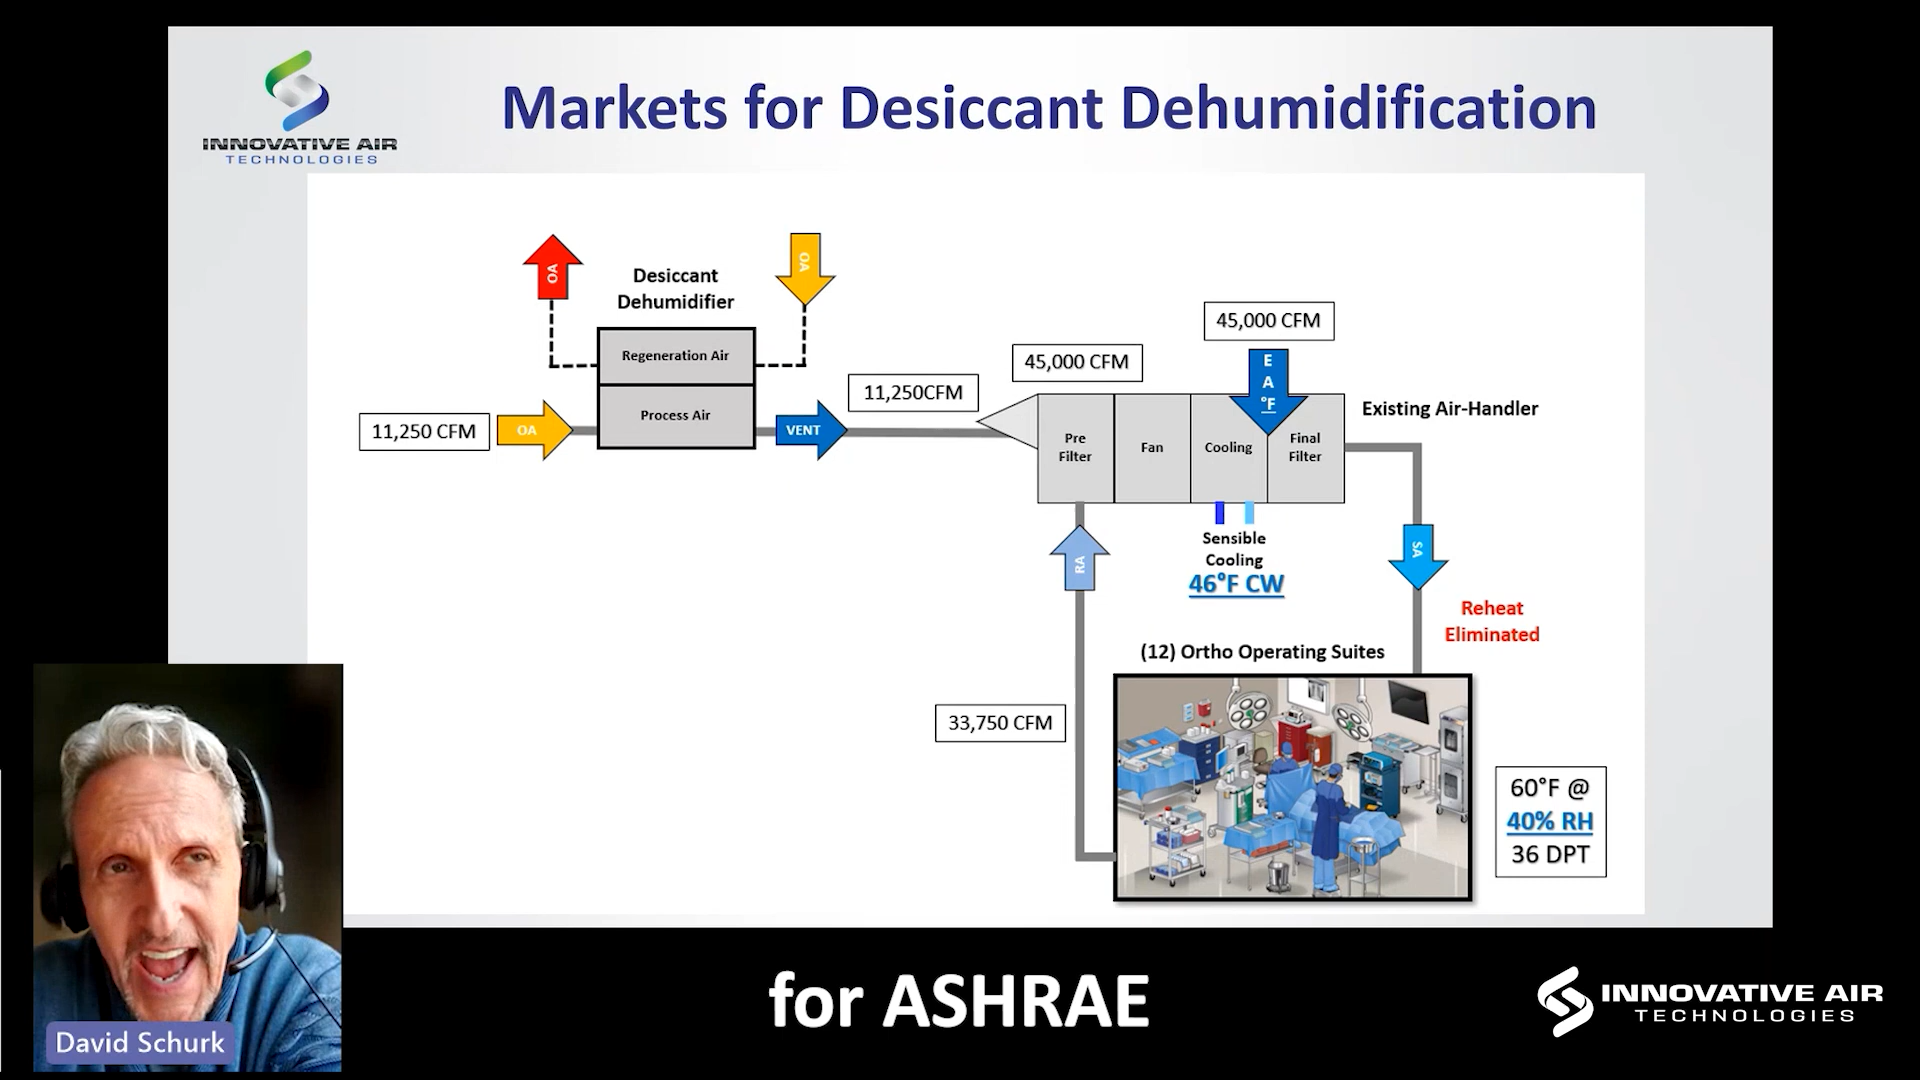 INNOVATIVE AIR
TECHNOLOGIES
Markets for Desiccant Dehumidification
OA
Desiccant
Dehumidifier
OA
Regeneration Air
Process Air
11,250 CFM
OA
VENT
11,250CFM
45,000 CFM
45,000 CFM
E
A
°F
Existing Air-Handler
Pre
Filter
Fan
Cooling
Final
Filter
Sensible
Cooling
46°F CW
RA
SA
Reheat
Eliminated
(12) Ortho Operating Suites
33,750 CFM
60°F @
40% RH
36 DPT
David Schurk
for ASHRAE
INNOVATIVE AIR
TECHNOLOGIES